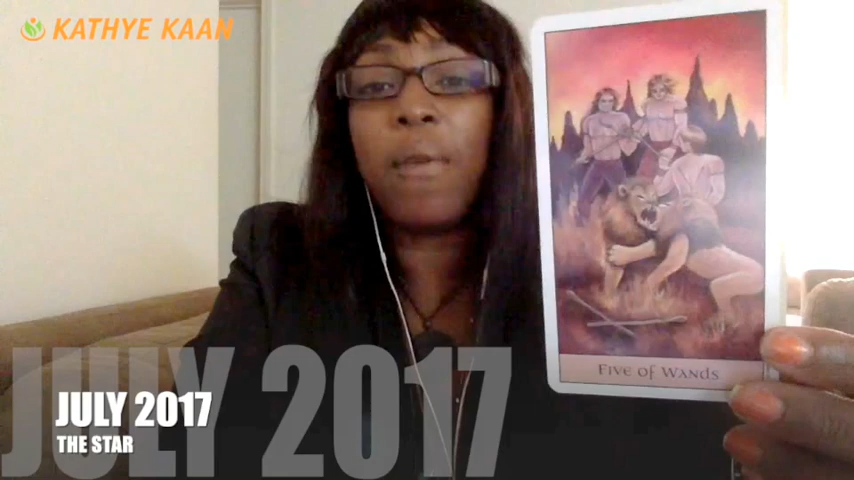 KATHYE KAAN
FIVE OF WANDS
JULY 2017
JULY 2017
THE STAR